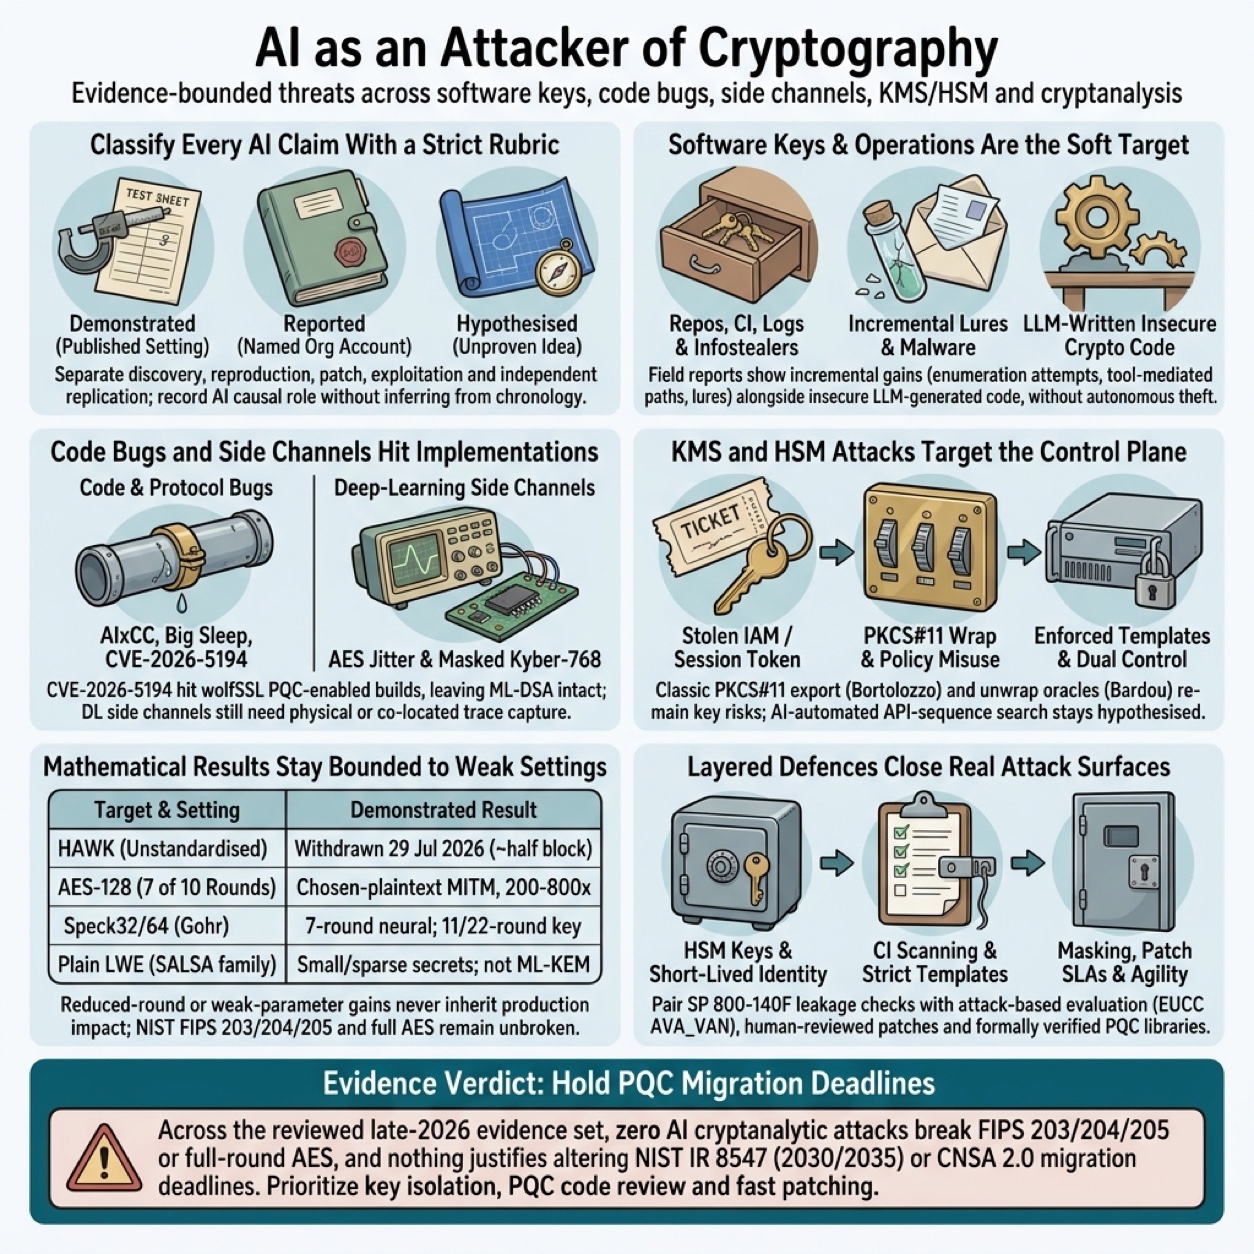 AI as an Attacker of Cryptography
Evidence-bounded threats across software keys, code bugs, side channels, KMS/HSM and cryptanalysis
Classify Every AI Claim With a Strict Rubric
TEST SHEET
Demonstrated
(Published Setting)
Reported
(Named Org Account)
Hypothesised
(Unproven Idea)
Separate discovery, reproduction, patch, exploitation and independent
replication; record AI causal role without inferring from chronology.
Software Keys & Operations Are the Soft Target
Repos, CI, Logs
& Infostealers
Incremental Lures
& Malware
LLM-Written Insecure
Crypto Code
Field reports show incremental gains (enumeration attempts, tool-mediated
paths, lures) alongside insecure LLM-generated code, without autonomous theft.
Code Bugs and Side Channels Hit Implementations
Code & Protocol Bugs
AIxCC, Big Sleep,
CVE-2026-5194
Deep-Learning Side Channels
AES Jitter & Masked Kyber-768
CVE-2026-5194 hit wolfSSL PQC-enabled builds, leaving ML-DSA intact;
DL side channels still need physical or co-located trace capture.
KMS and HSM Attacks Target the Control Plane
TICKET
Stolen IAM /
Session Token
PKCS#11 Wrap
& Policy Misuse
Enforced Templates
& Dual Control
Classic PKCS#11 export (Bortolozzo) and unwrap oracles (Bardou) re-
main key risks; AI-automated API-sequence search stays hypothesised.
Mathematical Results Stay Bounded to Weak Settings
Target & Setting
Demonstrated Result
HAWK (Unstandardised)
Withdrawn 29 Jul 2026 (~half block)
AES-128 (7 of 10 Rounds)
Chosen-plaintext MITM, 200-800x
Speck32/64 (Gohr)
7-round neural; 11/22-round key
Plain LWE (SALSA family)
Small/sparse secrets; not ML-KEM
Reduced-round or weak-parameter gains never inherit production
impact; NIST FIPS 203/204/205 and full AES remain unbroken.
Layered Defences Close Real Attack Surfaces
HSM Keys &
Short-Lived Identity
CI Scanning &
Strict Templates
Masking, Patch
SLAs & Agility
Pair SP 800-140F leakage checks with attack-based evaluation (EUCC
AVA_VAN), human-reviewed patches and formally verified PQC libraries.
Evidence Verdict: Hold PQC Migration Deadlines
Across the reviewed late-2026 evidence set, zero AI cryptanalytic attacks break FIPS 203/204/205
or full-round AES, and nothing justifies altering NIST IR 8547 (2030/2035) or CNSA 2.0 migration
deadlines. Prioritize key isolation, PQC code review and fast patching.